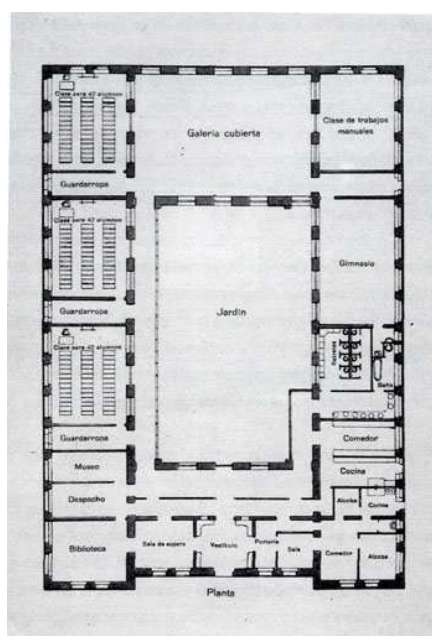 Clase para 42 alumnos
Galería cubierta
Clase de trabajos
manuales
Guardarropa
Clase para 42 alumnos
Gimnasio
Jardín
Guardarropa
Clase para 42 alumnos
Baño
Guardarropa
Comedor
Museo
Cocina
Despacho
Alcoba
Cocina
Biblioteca
Sala de espera
Vestíbulo
Portería
Sala
Comedor
Alcoba
Planta